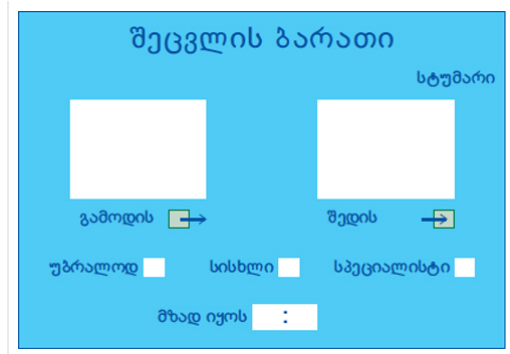 შეცვლის ბარათი
სტუმარი
გამოდის შედის
უბრალოდ სისხლი სპეციალისტი
მზად იყოს :